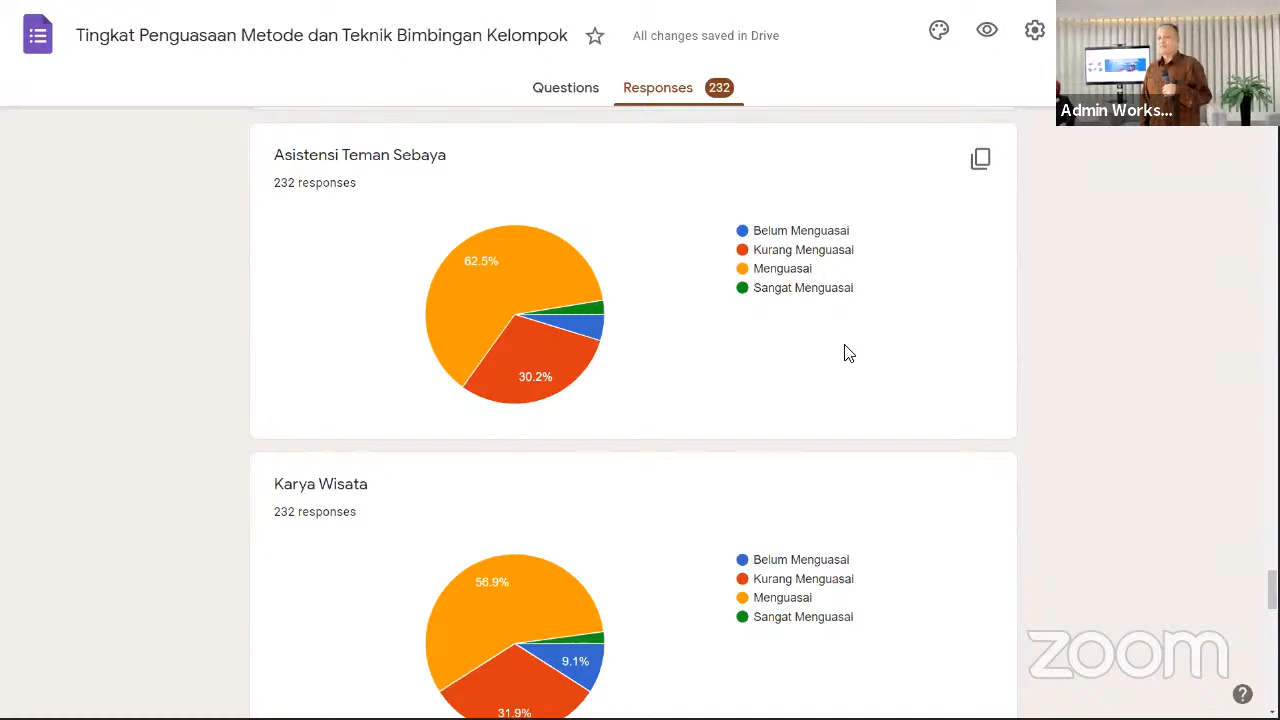 Tingkat Penguasaan Metode dan Teknik Bimbingan Kelompok
All changes saved in Drive
Questions
Responses 232
Admin Works...
Asistensi Teman Sebaya
232 responses
62.5%
30.2%
Belum Menguasai
Kurang Menguasai
Menguasai
Sangat Menguasai
Karya Wisata
232 responses
56.9%
9.1%
31.9%
Belum Menguasai
Kurang Menguasai
Menguasai
Sangat Menguasai
zoom